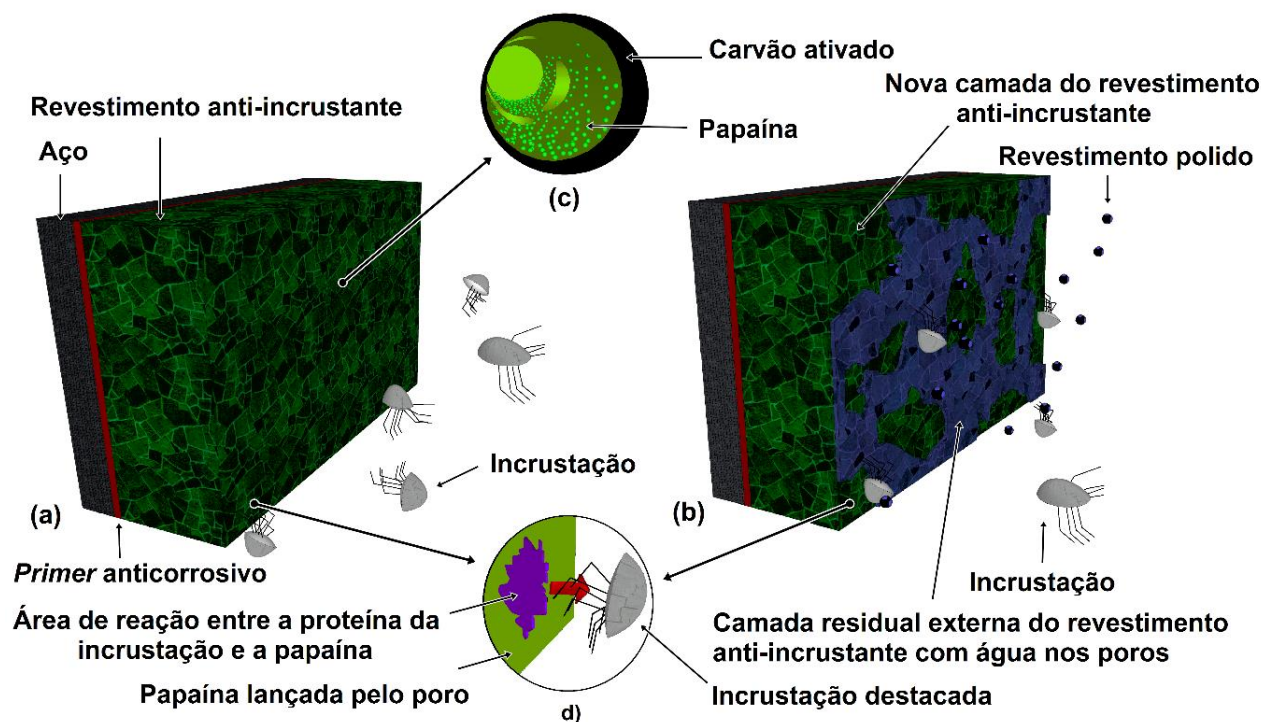 Carvão ativado
Revestimento anti-incrustante
Aço
Papaína
(c)
Nova camada do revestimento
anti-incrustante
Revestimento polido
Incrustação
(a)
Primer anticorrosivo
Área de reação entre a proteína da
incrustação e a papaína
Papaína lançada pelo poro
d)
(b)
Incrustação
Camada residual externa do revestimento
anti-incrustante com água nos poros
Incrustação destacada